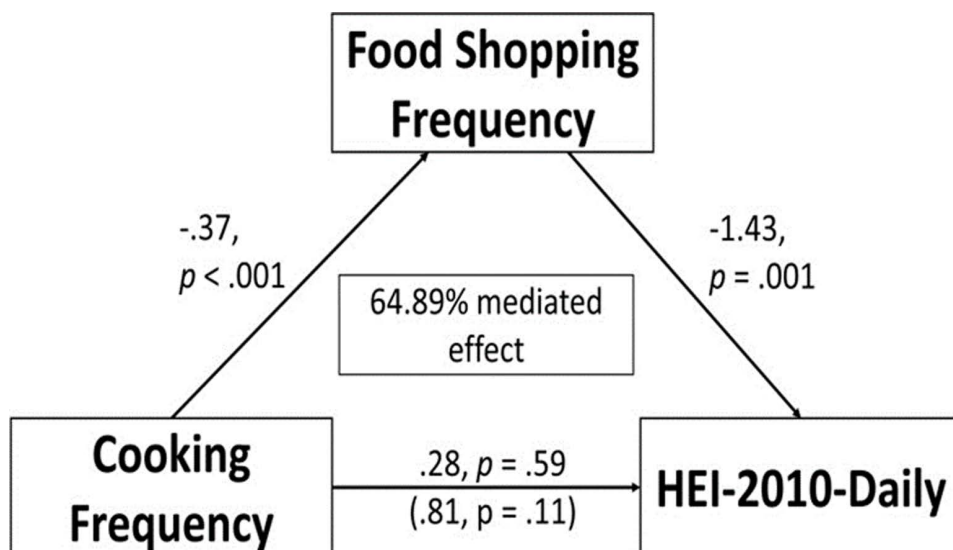 Food Shopping
Frequency
-.37,
p < .001
-1.43,
p = .001
64.89% mediated
effect
Cooking
Frequency
.28, p = .59
(.81, p = .11)
HEI-2010-Daily